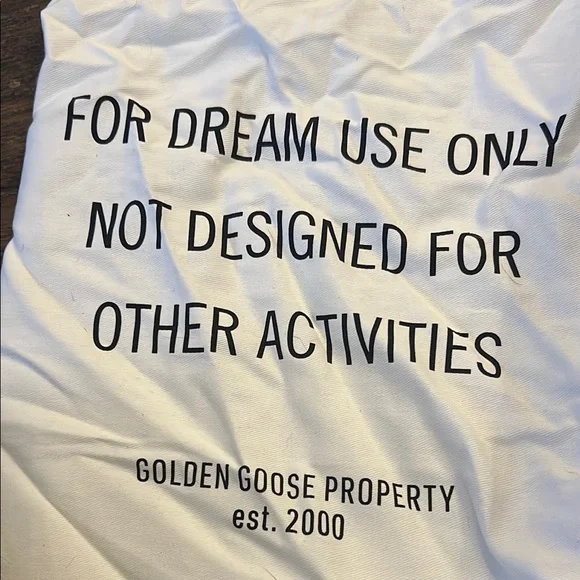 FOR DREAM USE ONLY
NOT DESIGNED FOR
OTHER ACTIVITIES
GOLDEN GOOSE PROPERTY
est. 2000